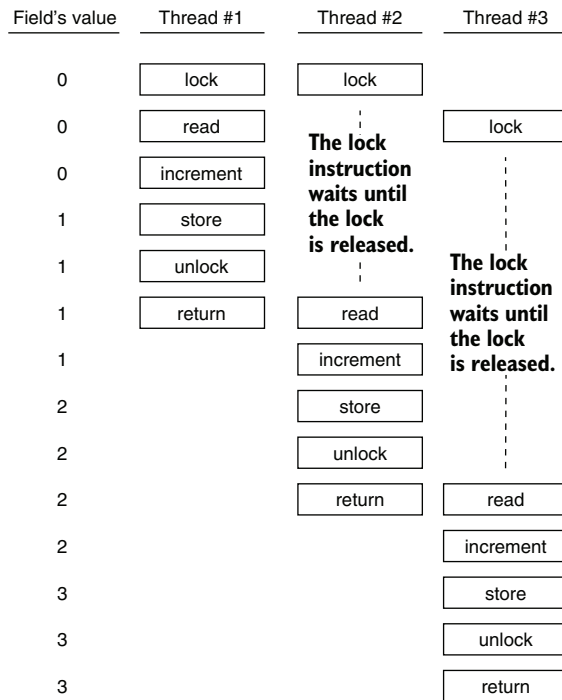 Field's value Thread #1 Thread #2 Thread #3
0 lock lock
0 read lock
The lock
instruction
waits until
the lock
is released.
0 increment
1 store
1 unlock
The lock
instruction
waits until
the lock
is released.
1 return read
1 increment
2 store
2 unlock
2 return read
2 increment
3 store
3 unlock
3 return